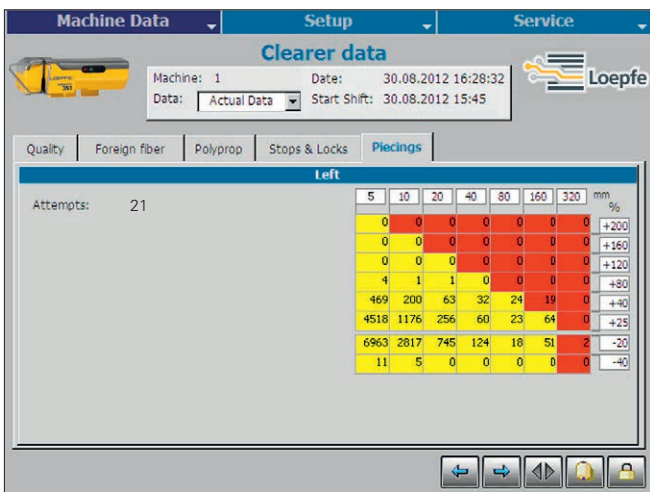 Machine Data Setup Service
Clearer data
Loepfe
Machine: 1 Date: 30.08.2012 16:28:32
Data: Actual Data Start Shift: 30.08.2012 15:45
Quality Foreign fiber Polyprop Stops & Locks Piecings
Left
Attempts: 21
5 10 20 40 80 160 320 mm
%
0 0 0 0 0 0 0 +200
0 0 0 0 0 0 0 +160
0 0 0 0 0 0 0 +120
4 1 1 0 0 0 0 +80
469 200 63 32 24 19 0 +40
4518 1176 256 60 23 64 0 +25
6963 2817 745 124 18 51 2 -20
11 5 0 0 0 0 0 -40